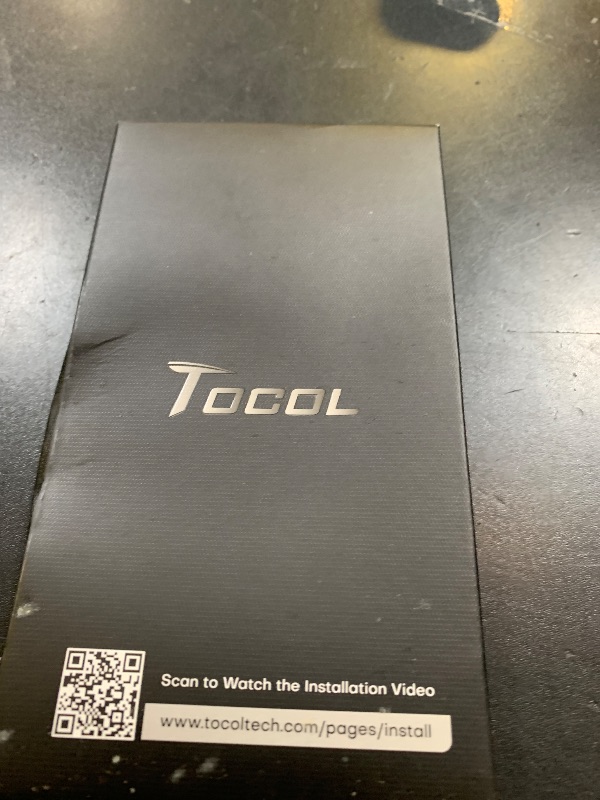 TOCOL
Scan to Watch the Installation Video
www.tocoltech.com/pages/install